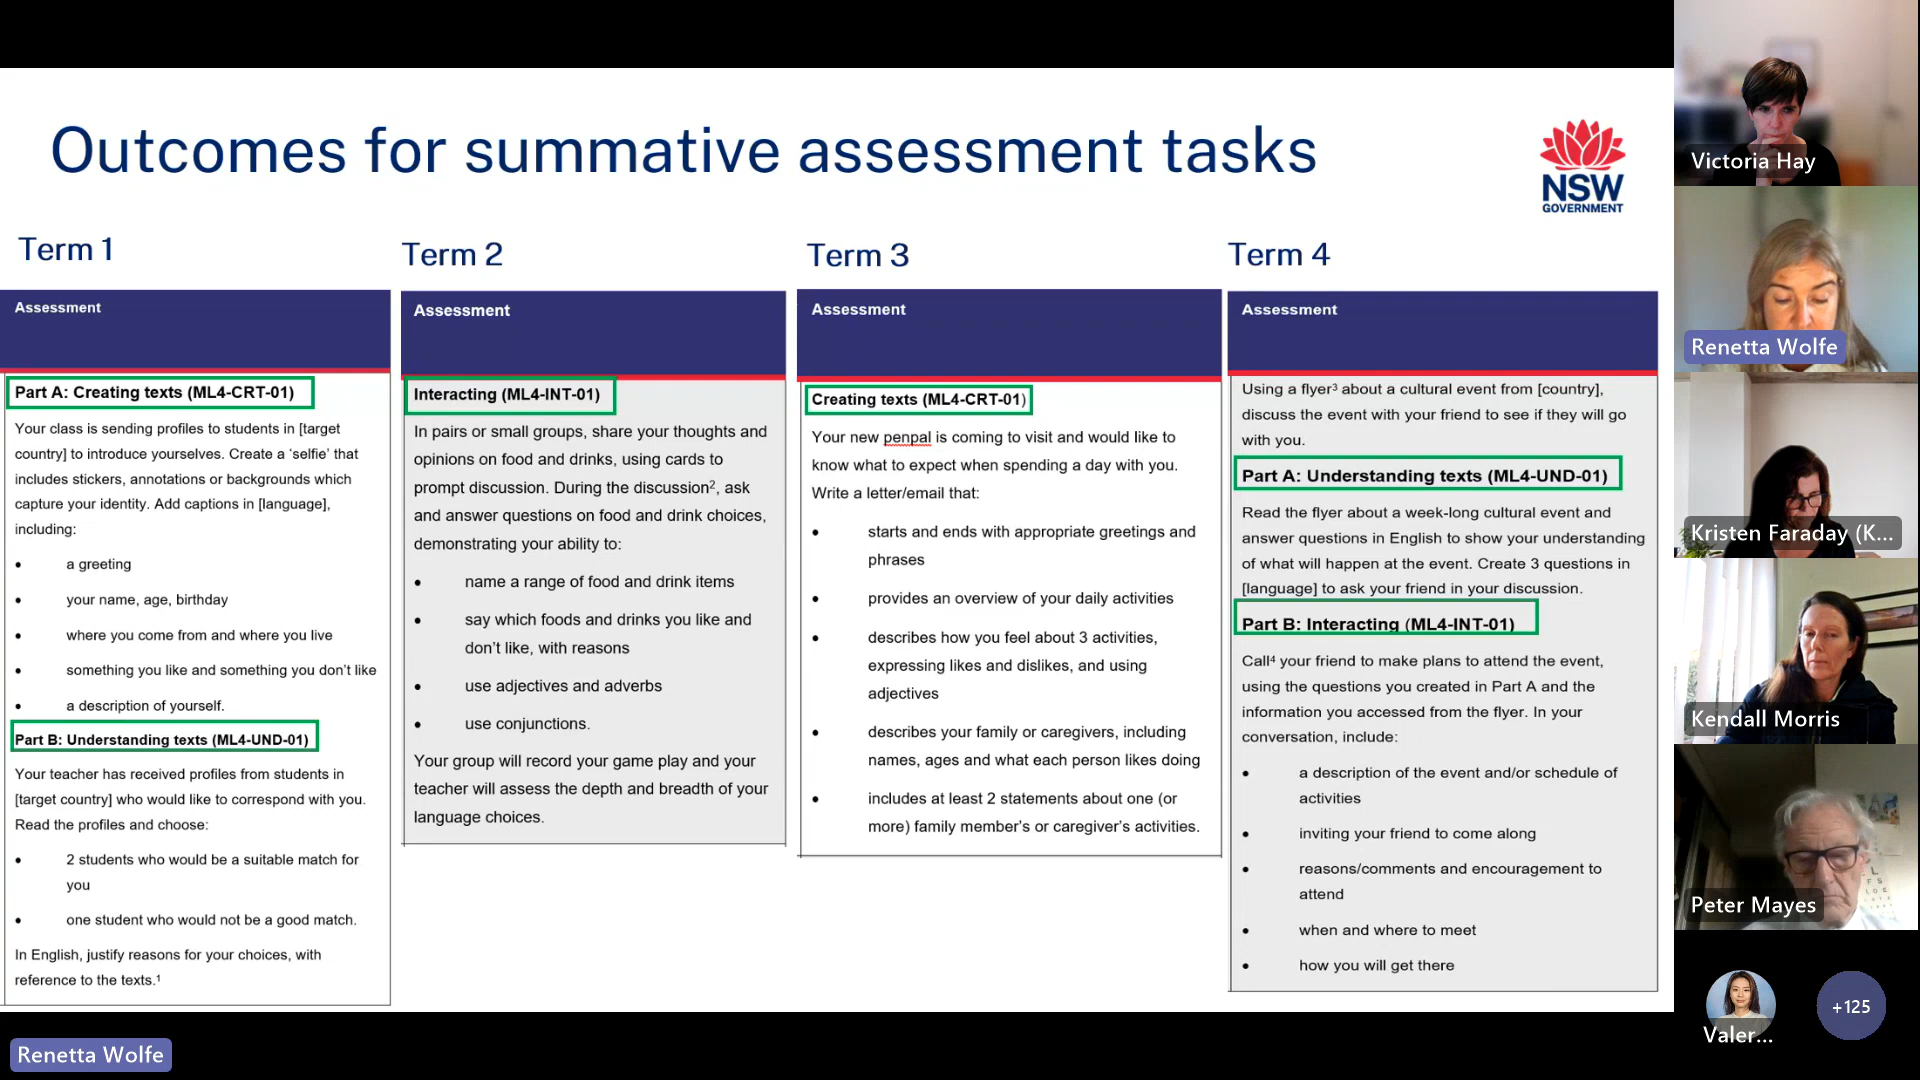 Outcomes for summative assessment tasks
NSW
GOVERNMENT
Term 1
Assessment
Part A: Creating texts (ML4-CRT-01)
Your class is sending profiles to students in [target
country] to introduce yourselves. Create a ‘selfie’ that
includes stickers, annotations or backgrounds which
capture your identity. Add captions in [language],
including:
• a greeting
• your name, age, birthday
• where you come from and where you live
• something you like and something you don’t like
• a description of yourself.
Part B: Understanding texts (ML4-UND-01)
Your teacher has received profiles from students in
[target country] who would like to correspond with you.
Read the profiles and choose:
• 2 students who would be a suitable match for
you
• one student who would not be a good match.
In English, justify reasons for your choices, with
reference to the texts.¹
Term 2
Assessment
Interacting (ML4-INT-01)
In pairs or small groups, share your thoughts and
opinions on food and drinks, using cards to
prompt discussion. During the discussion², ask
and answer questions on food and drink choices,
demonstrating your ability to:
• name a range of food and drink items
• say which foods and drinks you like and
don’t like, with reasons
• use adjectives and adverbs
• use conjunctions.
Your group will record your game play and your
teacher will assess the depth and breadth of your
language choices.
Term 3
Assessment
Creating texts (ML4-CRT-01)
Your new penpal is coming to visit and would like to
know what to expect when spending a day with you.
Write a letter/email that:
• starts and ends with appropriate greetings and
phrases
• provides an overview of your daily activities
• describes how you feel about 3 activities,
expressing likes and dislikes, and using
adjectives
• describes your family or caregivers, including
names, ages and what each person likes doing
• includes at least 2 statements about one (or
more) family member’s or caregiver’s activities.
Term 4
Assessment
Using a flyer³ about a cultural event from [country],
discuss the event with your friend to see if they will go
with you.
Part A: Understanding texts (ML4-UND-01)
Read the flyer about a week-long cultural event and
answer questions in English to show your understanding
of what will happen at the event. Create 3 questions in
[language] to ask your friend in your discussion.
Part B: Interacting (ML4-INT-01)
Call⁴ your friend to make plans to attend the event,
using the questions you created in Part A and the
information you accessed from the flyer. In your
conversation, include:
• a description of the event and/or schedule of
activities
• inviting your friend to come along
• reasons/comments and encouragement to
attend
• when and where to meet
• how you will get there
Victoria Hay
Renetta Wolfe
Kristen Faraday (K...
Kendall Morris
Peter Mayes
Valer...
+125
Renetta Wolfe